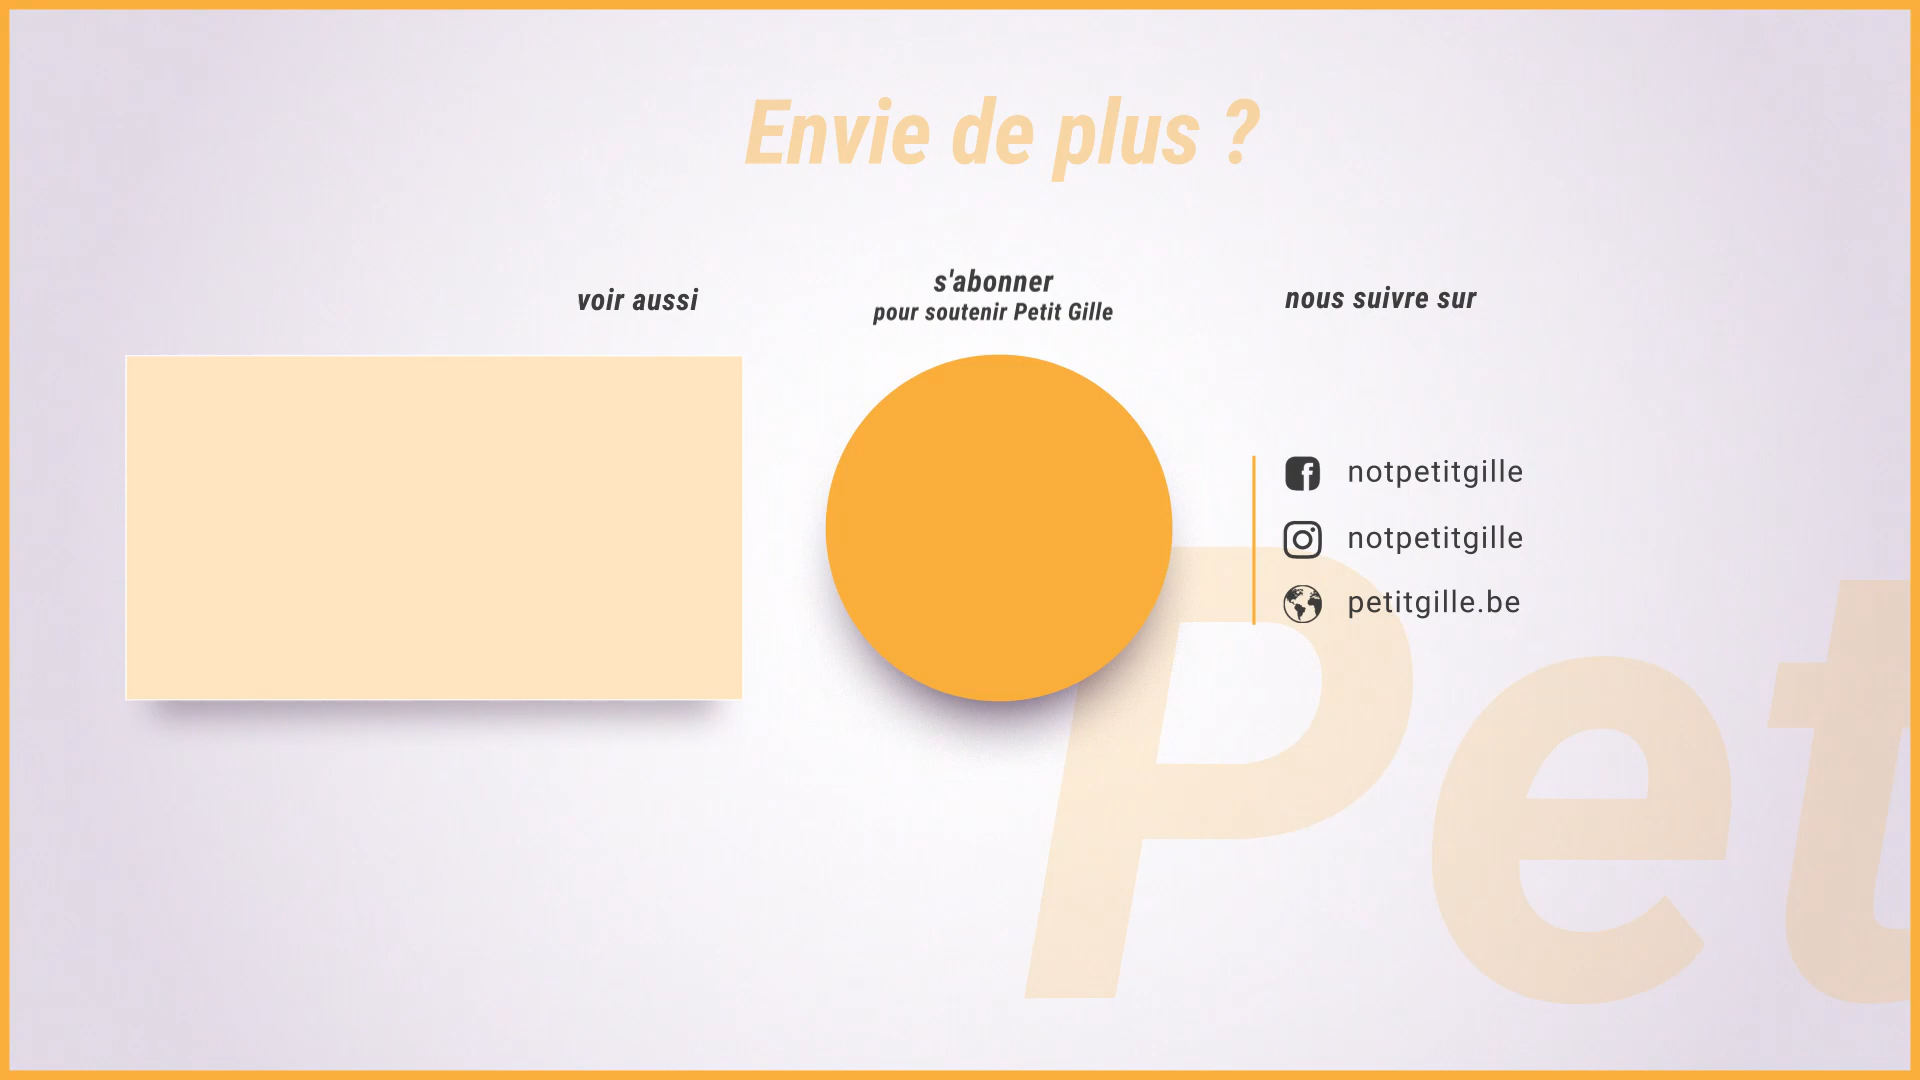 Envie de plus ?
voir aussi
s'abonner
pour soutenir Petit Gille
nous suivre sur
notpetitgille
notpetitgille
petitgille.be
Pet